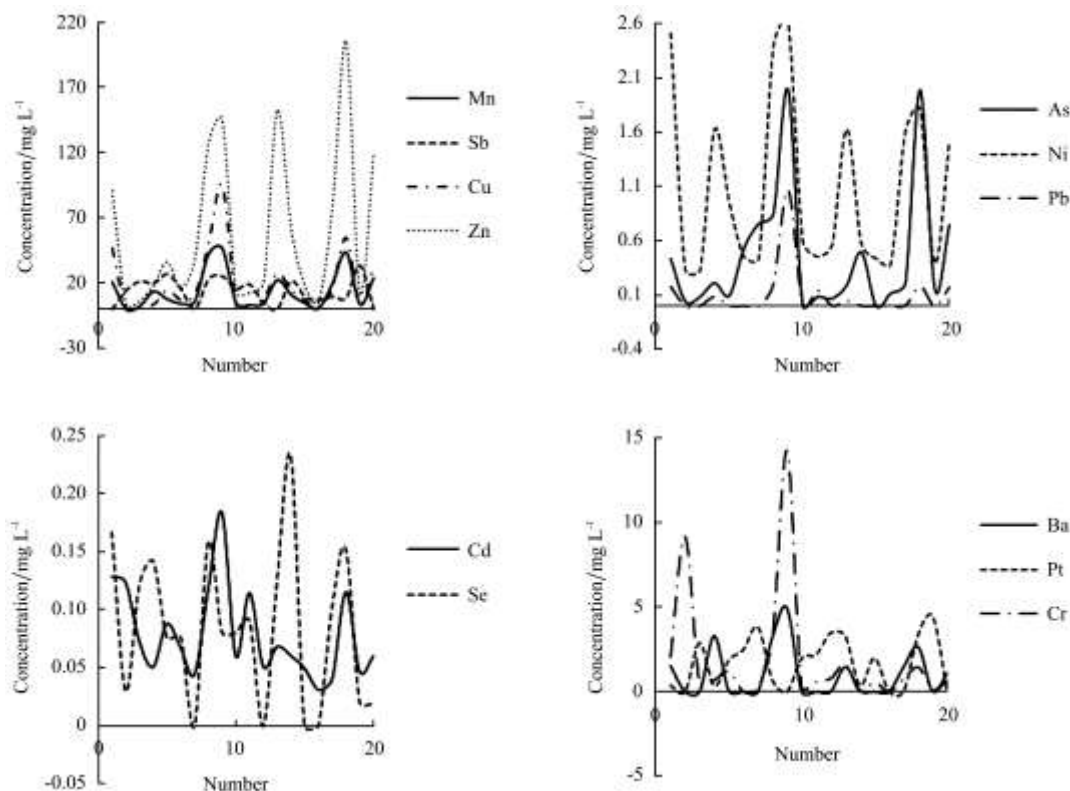 Concentration/mg L⁻¹
220
170
120
70
20
-30
0
10
20
Number
Mn
Sb
Cu
Zn
Concentration/mg L⁻¹
2.6
2.1
1.6
1.1
0.6
0.1
-0.4
0
10
20
Number
As
Ni
Pb
Concentration/mg L⁻¹
0.25
0.20
0.15
0.10
0.05
0
-0.05
0
10
20
Number
Cd
Se
Concentration/mg L⁻¹
15
10
5
0
-5
0
10
20
Number
Ba
Pt
Cr